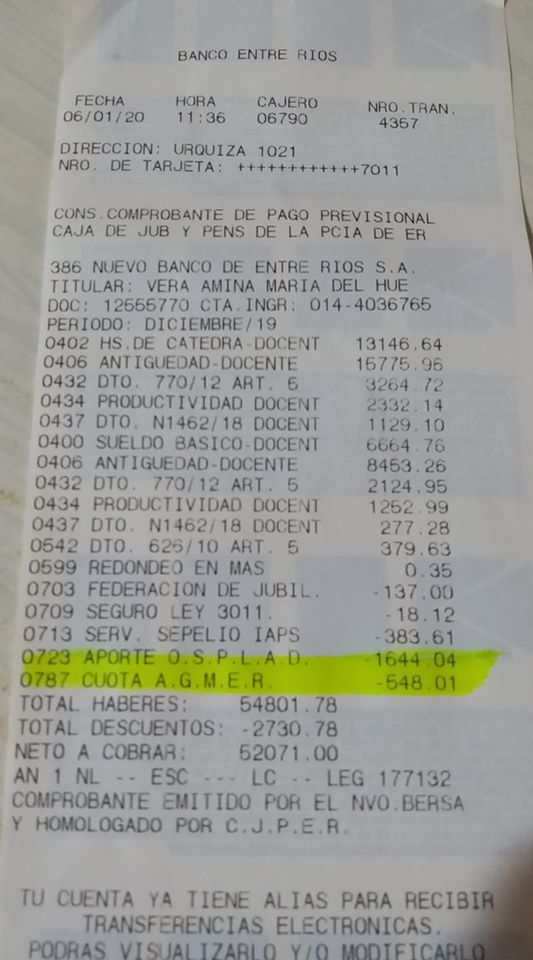 BANCO ENTRE RIOS
FECHA HORA CAJERO NRO.TRAN.
06/01/20 11:36 06790 4357
DIRECCION: URQUIZA 1021
NRO. DE TARJETA: ++++++++++++7011
CONS.COMPROBANTE DE PAGO PREVISIONAL
CAJA DE JUB Y PENS DE LA PCIA DE ER
386 NUEVO BANCO DE ENTRE RIOS S.A.
TITULAR: VERA AMINA MARIA DEL HUE
DOC: 12555770 CTA.INGR: 014-4036765
PERIODO: DICIEMBRE/19
0402 HS.DE CATEDRA-DOCENT 13146.64
0406 ANTIGUEDAD-DOCENTE 15775.96
0432 DTO. 770/12 ART. 5 3264.72
0434 PRODUCTIVIDAD DOCENT 2332.14
0437 DTO. N1462/18 DOCENT 1129.10
0400 SUELDO BASICO-DOCENT 6664.76
0406 ANTIGUEDAD-DOCENTE 8453.26
0432 DTO. 770/12 ART. 5 2124.95
0434 PRODUCTIVIDAD DOCENT 1252.99
0437 DTO. N1462/18 DOCENT 277.28
0542 DTO. 626/10 ART. 5 379.63
0599 REDONDEO EN MAS 0.35
0703 FEDERACION DE JUBIL. -137.00
0709 SEGURO LEY 3011. -18.12
0713 SERV. SEPELIO IAPS -383.61
0723 APORTE O.S.P.L.A.D. -1644.04
0787 CUOTA A.G.M.E.R. -548.01
TOTAL HABERES: 54801.78
TOTAL DESCUENTOS: -2730.78
NETO A COBRAR: 52071.00
AN 1 NL -- ESC --- LC -- LEG 177132
COMPROBANTE EMITIDO POR EL NVO.BERSA
Y HOMOLOGADO POR C.J.P.E.R.
TU CUENTA YA TIENE ALIAS PARA RECIBIR
TRANSFERENCIAS ELECTRONICAS.
PODRAS VISUALIZARLO Y/O MODIFICARLO